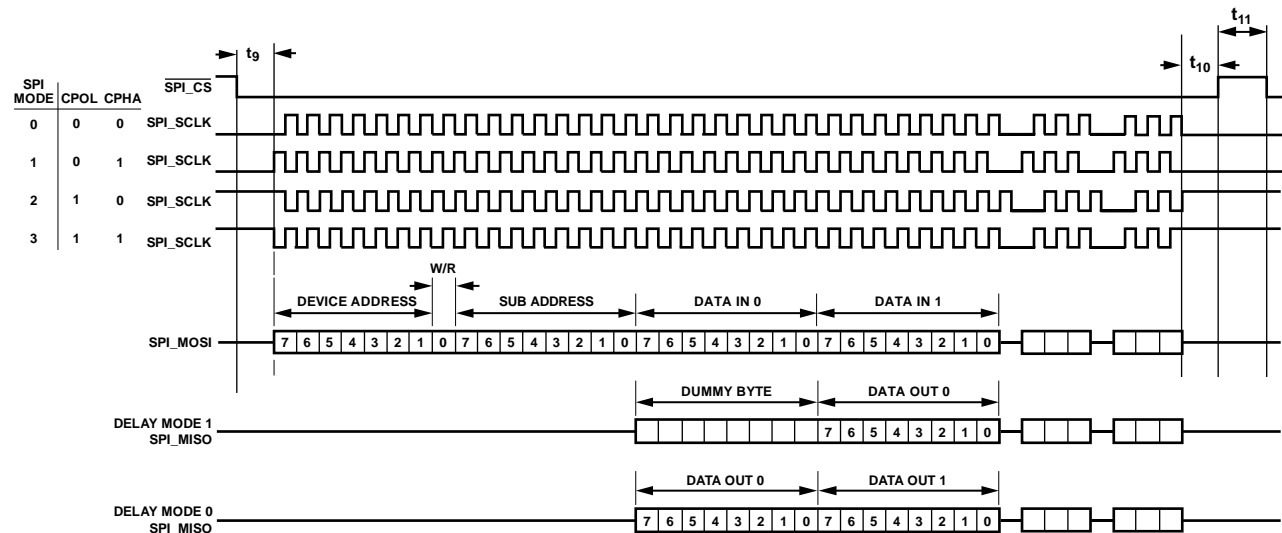 t9
t10
t11
SPI
MODE CPOL CPHA
SPI_CS
0 0 0 SPI_SCLK
1 0 1 SPI_SCLK
2 1 0 SPI_SCLK
3 1 1 SPI_SCLK
W/R
DEVICE ADDRESS SUB ADDRESS DATA IN 0 DATA IN 1
SPI_MOSI 7 6 5 4 3 2 1 0 7 6 5 4 3 2 1 0 7 6 5 4 3 2 1 0 7 6 5 4 3 2 1 0
DUMMY BYTE DATA OUT 0
DELAY MODE 1
SPI_MISO
7 6 5 4 3 2 1 0
DATA OUT 0 DATA OUT 1
DELAY MODE 0
SPI_MISO
7 6 5 4 3 2 1 0 7 6 5 4 3 2 1 0